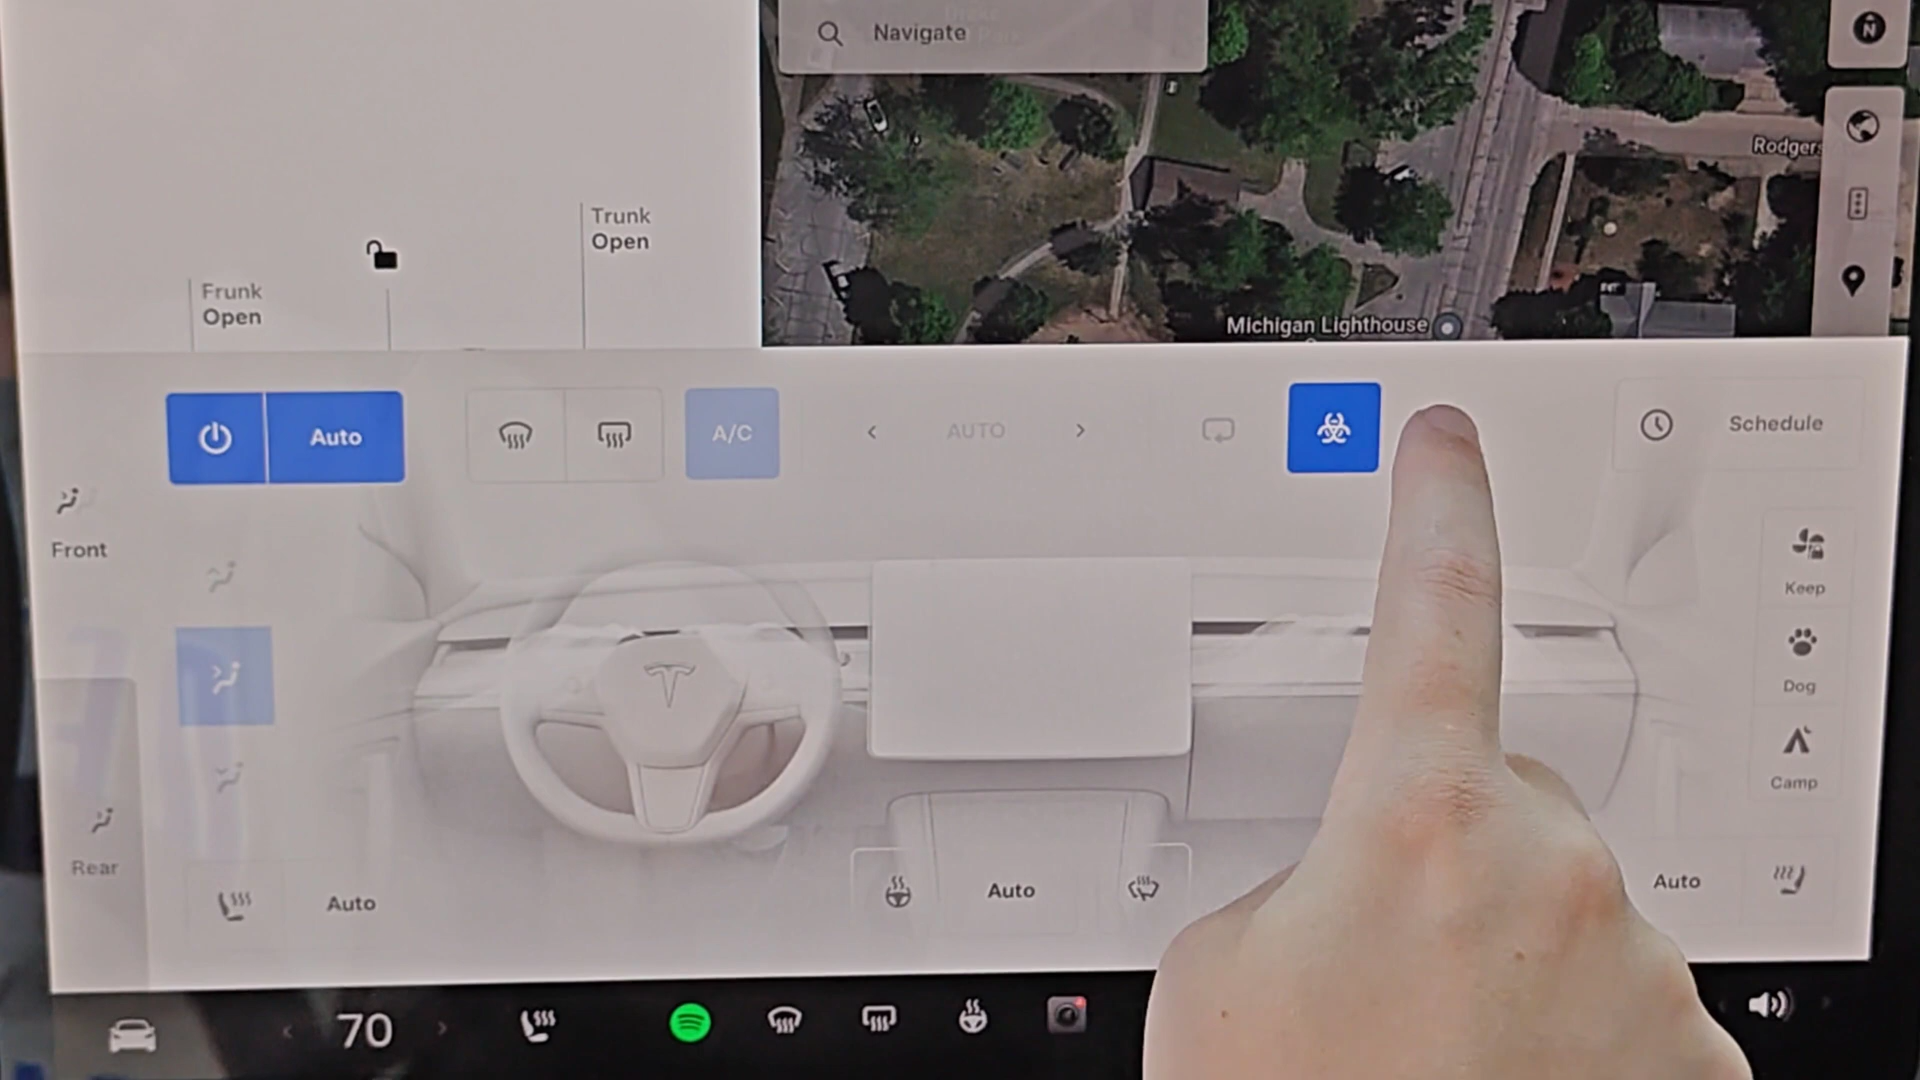 Navigate
Rodgers
Trunk
Open
Frunk
Open
Michigan Lighthouse
Auto
A/C
AUTO
Schedule
Front
Keep
Dog
Camp
Rear
Auto
Auto
Auto
70